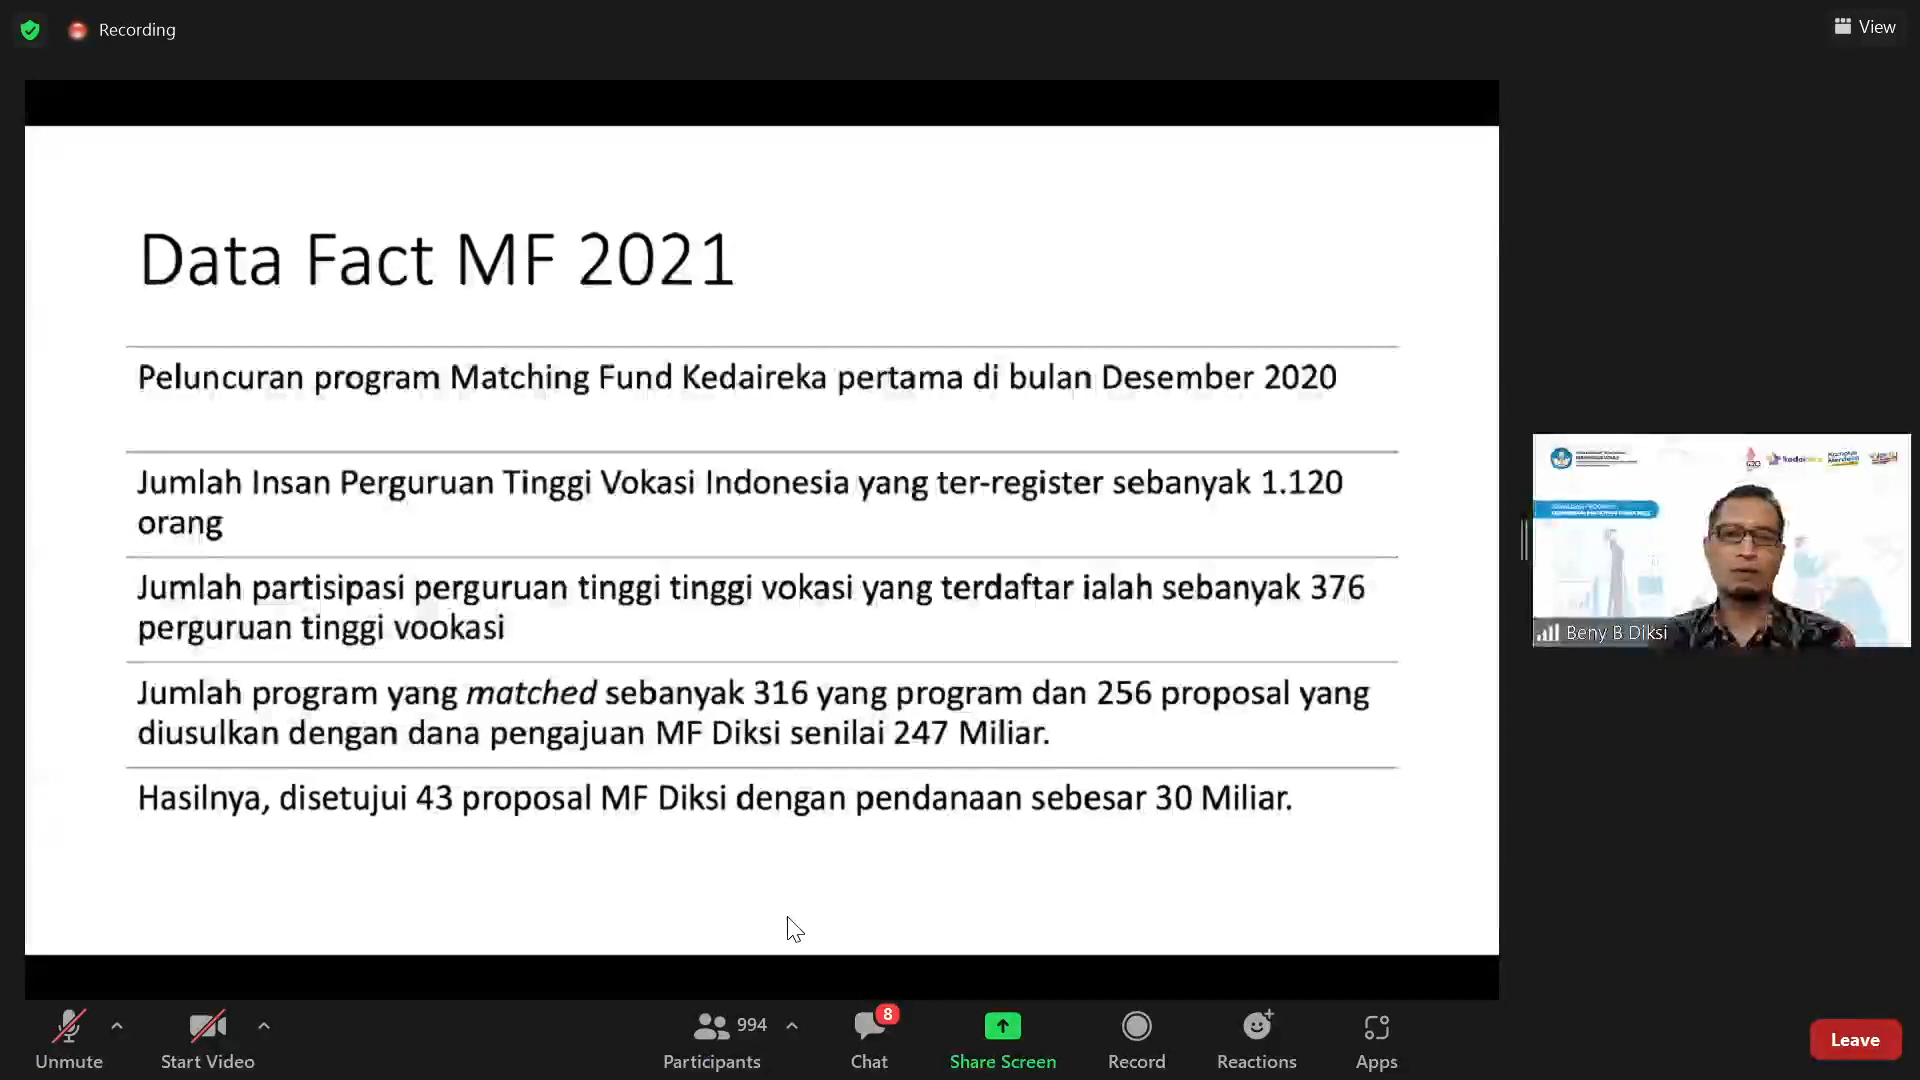 Recording
View
Data Fact MF 2021
Peluncuran program Matching Fund Kedaireka pertama di bulan Desember 2020
Jumlah Insan Perguruan Tinggi Vokasi Indonesia yang ter-register sebanyak 1.120
orang
Jumlah partisipasi perguruan tinggi tinggi vokasi yang terdaftar ialah sebanyak 376
perguruan tinggi vookasi
Jumlah program yang matched sebanyak 316 yang program dan 256 proposal yang
diusulkan dengan dana pengajuan MF Diksi senilai 247 Miliar.
Hasilnya, disetujui 43 proposal MF Diksi dengan pendanaan sebesar 30 Miliar.
Beny B Diksi
994
8
Unmute
Start Video
Participants
Chat
Share Screen
Record
Reactions
Apps
Leave